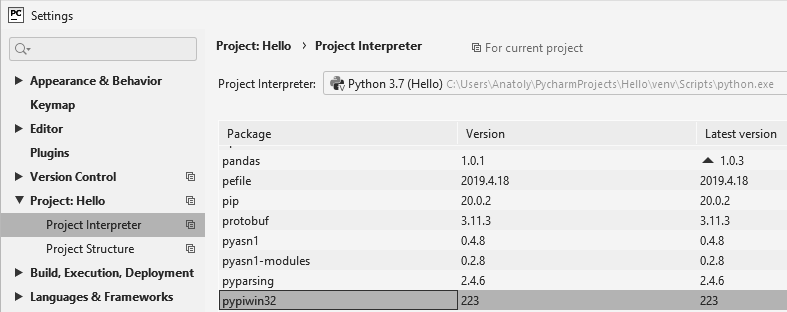 PC Settings
Project: Hello › Project Interpreter For current project
Appearance & Behavior
Keymap
Editor
Plugins
Version Control
Project: Hello
Project Interpreter
Project Structure
Build, Execution, Deployment
Languages & Frameworks
Project Interpreter: Python 3.7 (Hello) C:\Users\Anatoly\PycharmProjects\Hello\venv\Scripts\python.exe
Package Version Latest version
pandas 1.0.1 1.0.3
pefile 2019.4.18 2019.4.18
pip 20.0.2 20.0.2
protobuf 3.11.3 3.11.3
pyasn1 0.4.8 0.4.8
pyasn1-modules 0.2.8 0.2.8
pyparsing 2.4.6 2.4.6
pypiwin32 223 223